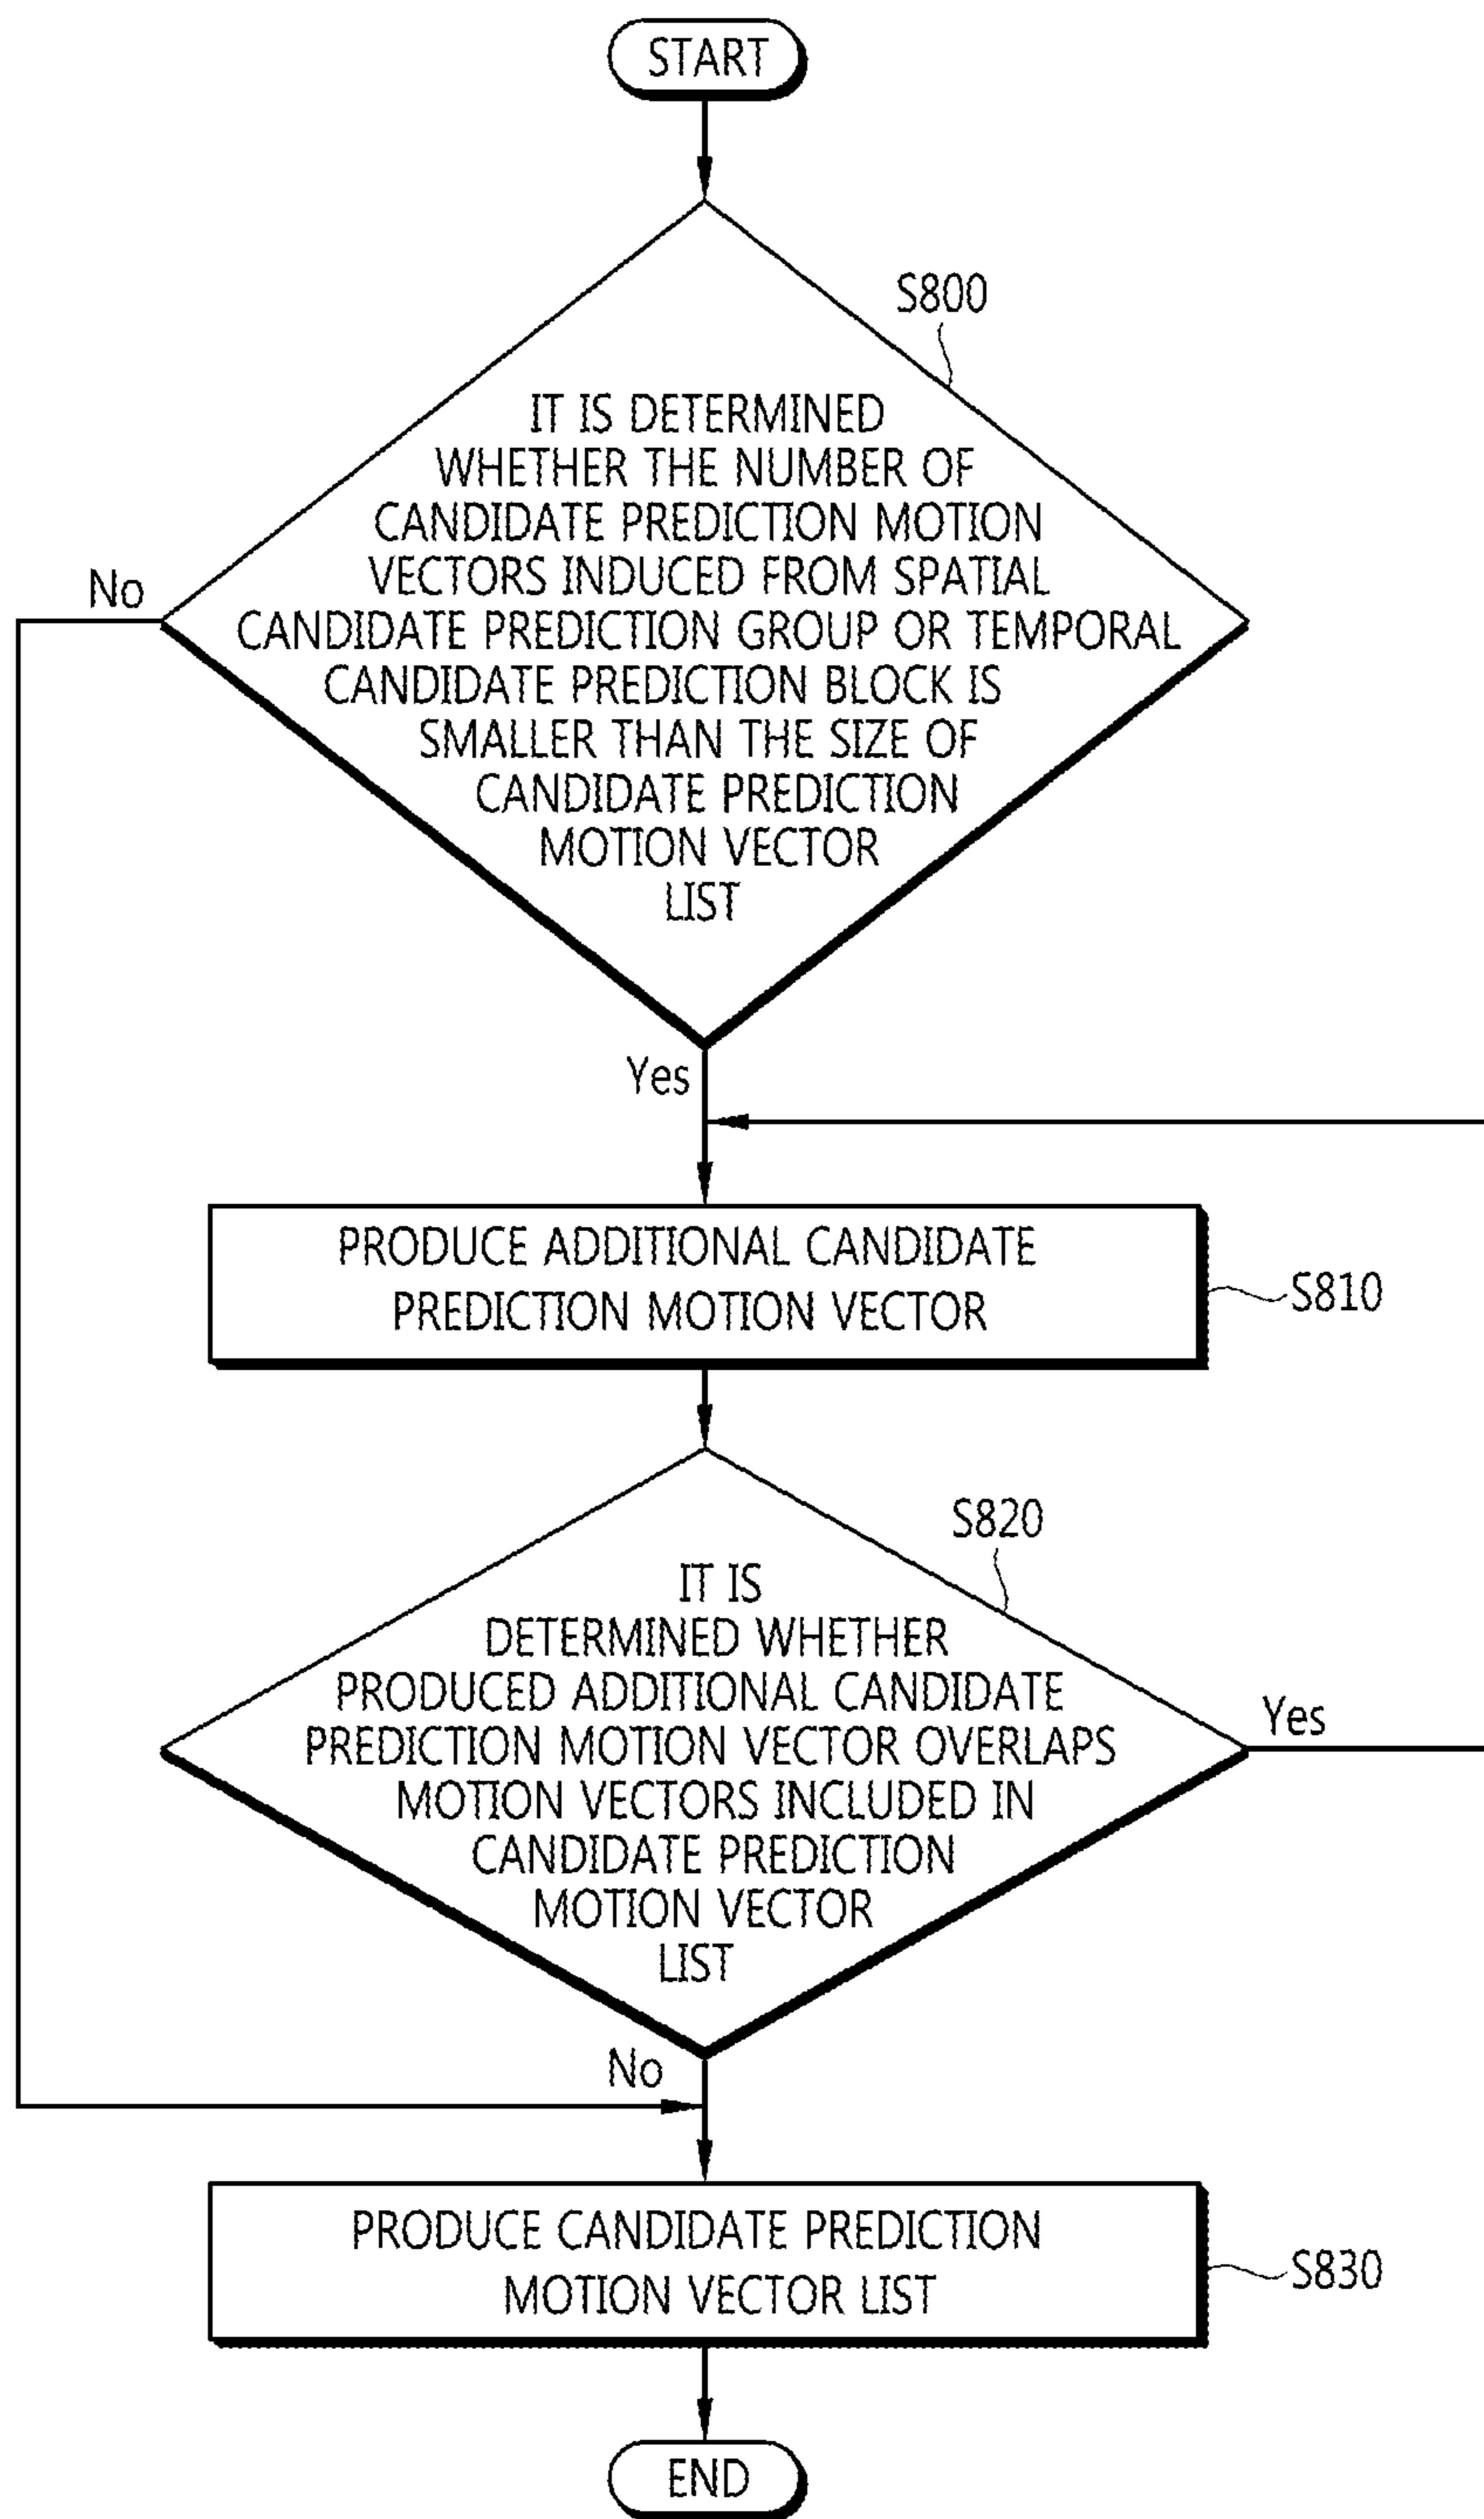 START
S800
IT IS DETERMINED
WHETHER THE NUMBER OF
CANDIDATE PREDICTION MOTION
VECTORS INDUCED FROM SPATIAL
No
CANDIDATE PREDICTION GROUP OR TEMPORAL
CANDIDATE PREDICTION BLOCK IS
SMALLER THAN THE SIZE OF
CANDIDATE PREDICTION
MOTION VECTOR
LIST
Yes
PRODUCE ADDITIONAL CANDIDATE
PREDICTION MOTION VECTOR
S810
S820
IT IS
DETERMINED WHETHER
PRODUCED ADDITIONAL CANDIDATE
PREDICTION MOTION VECTOR OVERLAPS
Yes
MOTION VECTORS INCLUDED IN
CANDIDATE PREDICTION
MOTION VECTOR
LIST
No
PRODUCE CANDIDATE PREDICTION
MOTION VECTOR LIST
S830
END